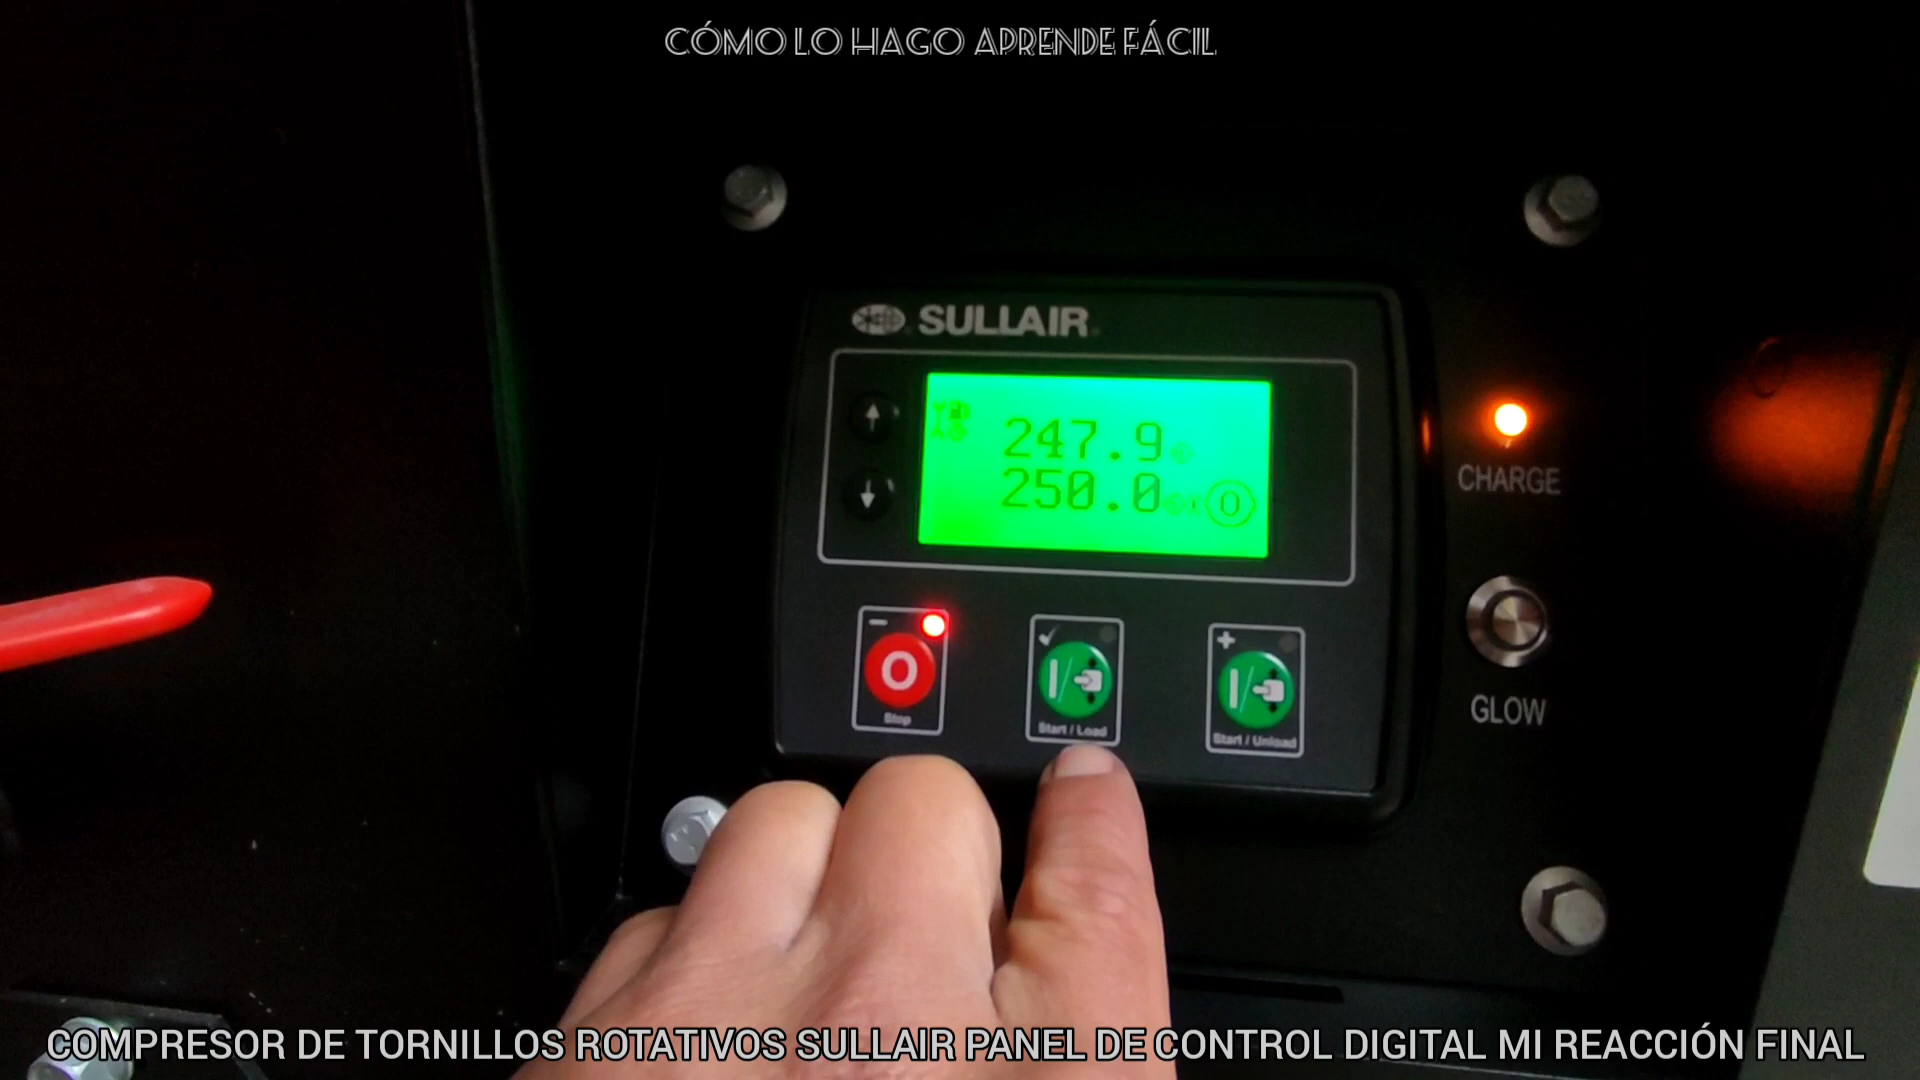 CÓMO LO HAGO APRENDE FÁCIL
SULLAIR
247.9
250.0
0
CHARGE
O
Stop
Start / Load
Start / Unload
GLOW
COMPRESOR DE TORNILLOS ROTATIVOS SULLAIR PANEL DE CONTROL DIGITAL MI REACCIÓN FINAL